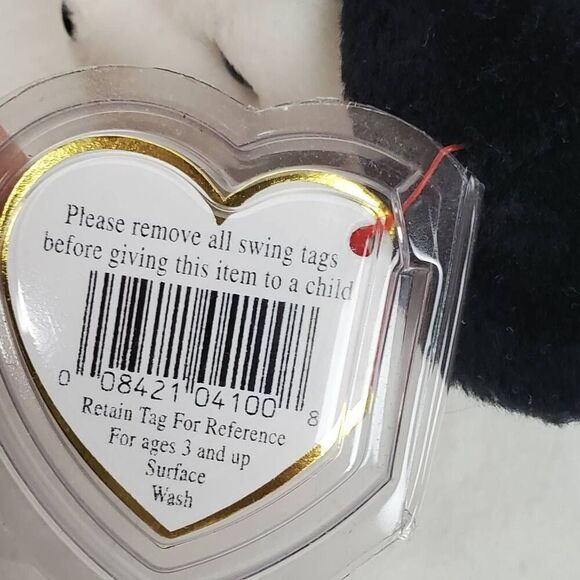 Please remove all swing tags
before giving this item to a child
0 08421 04100 8
Retain Tag For Reference
For ages 3 and up
Surface
Wash